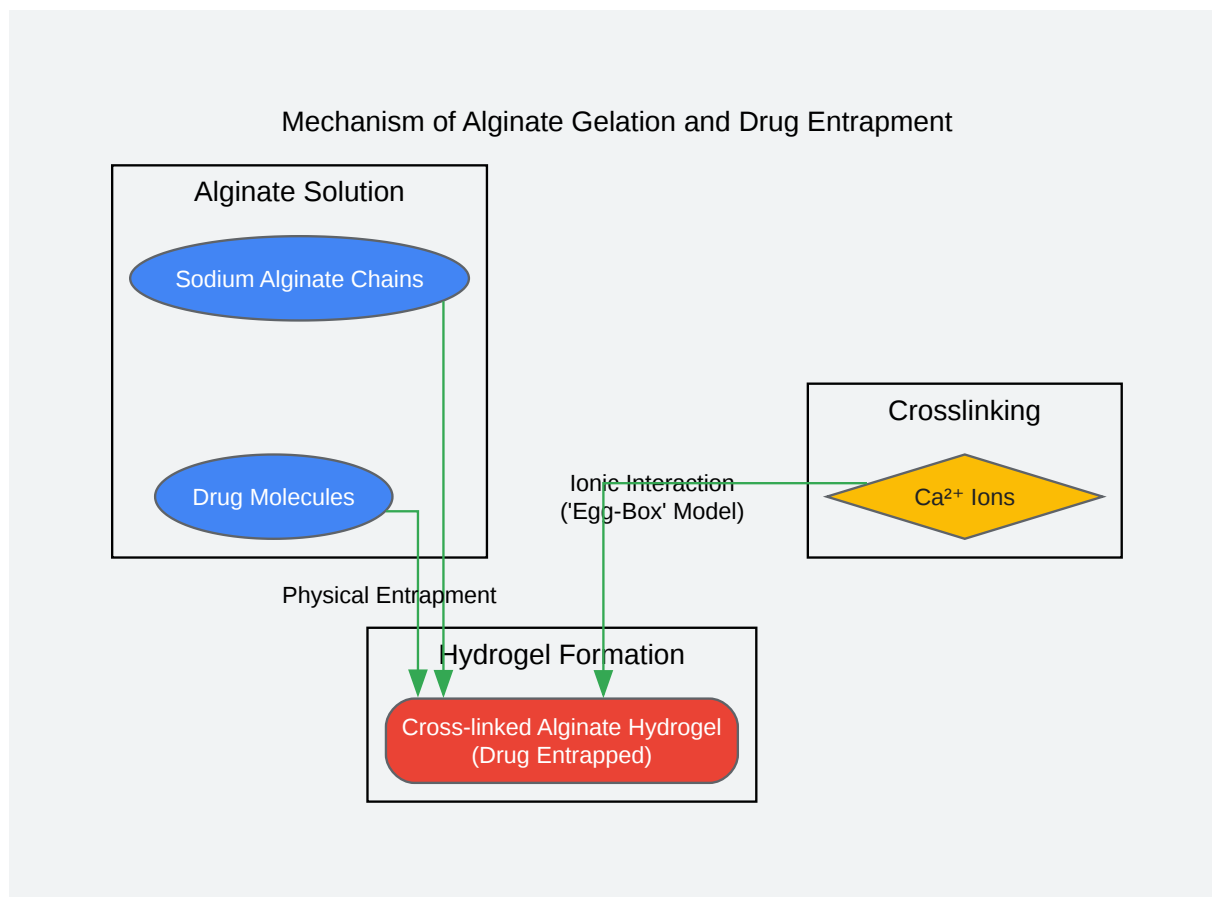 Mechanism of Alginate Gelation and Drug Entrapment
Alginate Solution
Sodium Alginate Chains
Drug Molecules
Crosslinking
Ca²⁺ Ions
Ionic Interaction
('Egg-Box' Model)
Physical Entrapment
Hydrogel Formation
Cross-linked Alginate Hydrogel
(Drug Entrapped)